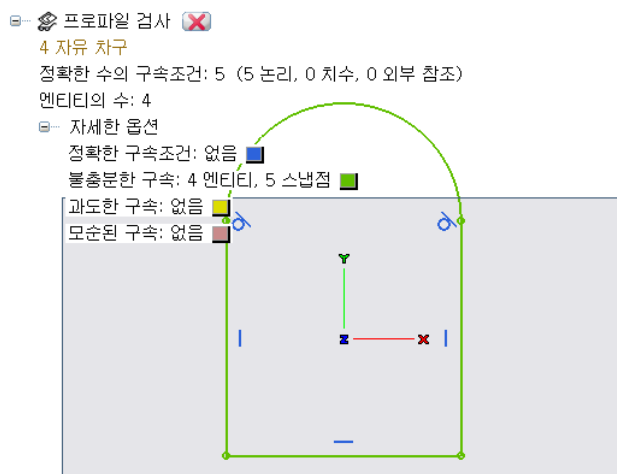 프로파일 검사
4 자유 차구
정확한 수의 구속조건: 5 (5 논리, 0 치수, 0 외부 참조)
엔티티의 수: 4
자세한 옵션
정확한 구속조건: 없음
불충분한 구속: 4 엔티티, 5 스냅점
과도한 구속: 없음
모순된 구속: 없음
Y
Z
X